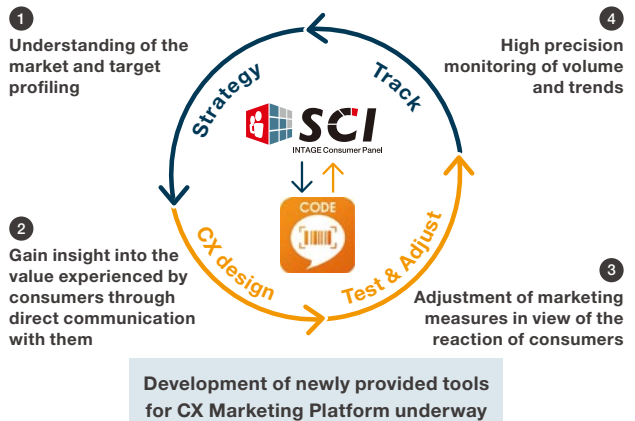 1
Understanding of the
market and target
profiling
4
High precision
monitoring of volume
and trends
Strategy
Track
SCI
INTAGE Consumer Panel
CODE
2
Gain insight into the
value experienced by
consumers through
direct communication
with them
CX design
Test & Adjust
3
Adjustment of marketing
measures in view of the
reaction of consumers
Development of newly provided tools
for CX Marketing Platform underway